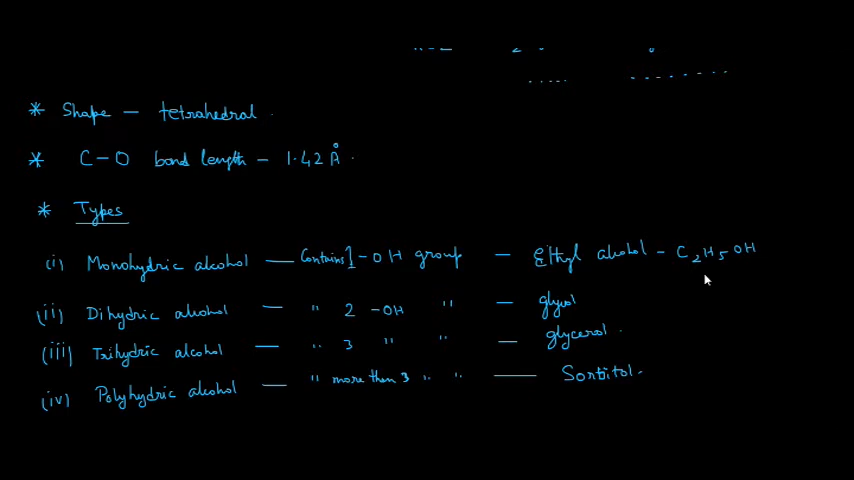 * Shape — tetrahedral .
* C-O bond length - 1.42 Å .
* Types
(i) Monohydric alcohol — Contains 1 -OH group — Ethyl alcohol - C₂H₅OH
(ii) Dihydric alcohol — " 2 -OH " — glycol
(iii) Trihydric alcohol — " 3 " " — glycerol .
(iv) Polyhydric alcohol — " more then 3 " " — Sorbitol .